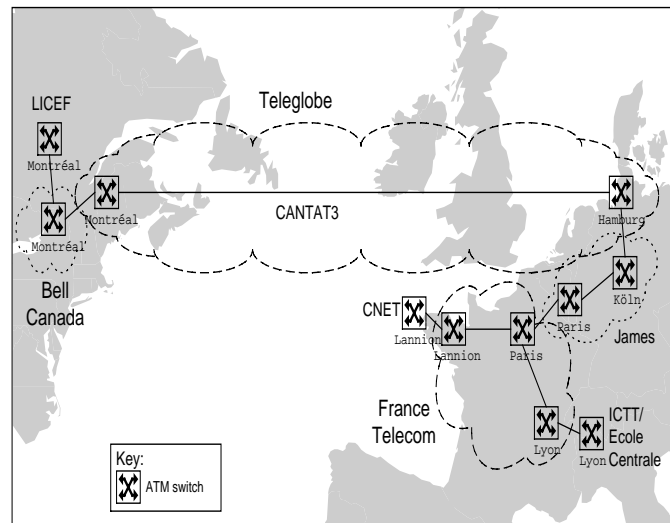 LICEF
Montréal
Teleglobe
Montréal
CANTAT3
Hamburg
Montréal
Bell
Canada
Köln
Paris
James
CNET
Lannion
Lannion
Paris
France
Telecom
Lyon
ICTT/
Ecole
Lyon Centrale
Key:
ATM switch